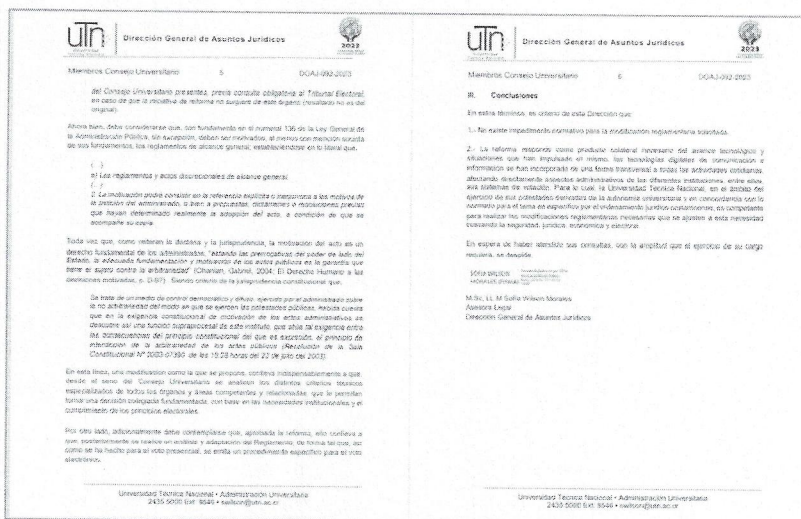 utn
Dirección General de Asuntos Jurídicos
2023
Miembros Consejo Universitario 5 DGAJ-092-2023
del Consejo Universitario presentes, previa consulta obligatoria al Tribunal Electoral,
en caso de que la iniciativa de reforma no surgiere de este órgano (resaltado no es del
original).
Ahora bien, debe considerarse que, con fundamento en el numeral 136 de la Ley General de
la Administración Pública, sin excepción, deben ser motivados, al menos con mención sucinta
de sus fundamentos, los reglamentos de alcance general, estableciéndose en lo literal que,
(...)
e) Los reglamentos y actos discrecionales de alcance general.
(...)
2. La motivación podrá consistir en la referencia explícita o inequívoca a los motivos de
la petición del administrado, o bien a propuestas, dictámenes o resoluciones previas
que hayan determinado realmente la adopción del acto, a condición de que se
acompañe su copia.
Toda vez que, como refieren la doctrina y la jurisprudencia, la motivación del acto es un
derecho fundamental de los administrados, "estando las prerrogativas del poder de lado del
Estado, la adecuada fundamentación y motivación de los actos públicos es la garantía que
tiene el sujeto contra la arbitrariedad" (Charian, Gabriel, 2004: El Derecho Humano a las
decisiones motivadas, p. D-97). Siendo criterio de la jurisprudencia constitucional que,
Se trata de un medio de control democrático y difuso, ejercido por el administrado sobre
la no arbitrariedad del modo en que se ejercen las potestades públicas, habida cuenta
que en la exigencia constitucional de motivación de los actos administrativos se
descubre así una función supraprocesal de este instituto, que sitúa tal exigencia entre
las consecuencias del principio constitucional del que es expresión, el principio de
interdicción de la arbitrariedad de los actos públicos (Resolución de la Sala
Constitucional N° 2003-07390 de las 15:28 horas del 22 de julio del 2003).
En esta línea, una modificación como la que se propone, conlleva indispensablemente a que,
desde el seno del Consejo Universitario se analicen los distintos criterios técnicos
especializados de todos los órganos y áreas competentes y relacionadas, que le permitan
tomar una decisión colegiada fundamentada, con base en las necesidades institucionales y el
cumplimiento de los principios electorales.
Por otro lado, adicionalmente debe contemplarse que, aprobada la reforma, ello conlleva a
que, posteriormente se realice un análisis y adaptación del Reglamento, de forma tal que, así
como se ha hecho para el voto presencial, se emita un procedimiento específico para el voto
electrónico.
Universidad Técnica Nacional • Administración Universitaria
2435 5000 Ext. 8646 • swilson@utn.ac.cr
utn
Dirección General de Asuntos Jurídicos
2023
Miembros Consejo Universitario 6 DGAJ-092-2023
III. Conclusiones
En estos términos, es criterio de esta Dirección que:
1.- No existe impedimento normativo para la modificación reglamentaria solicitada.
2.- La reforma responde como producto colateral necesario del avance tecnológico y
situaciones que han impulsado el mismo, las tecnologías digitales de comunicación e
información se han incorporado de una forma transversal a todas las actividades cotidianas,
afectando directamente aspectos administrativos de las diferentes instituciones, entre ellos
sus sistemas de votación. Para lo cual, la Universidad Técnica Nacional, en el ámbito del
ejercicio de sus potestades derivadas de la autonomía universitaria y en concordancia con lo
normado para el tema en específico por el ordenamiento jurídico costarricense, es competente
para realizar las modificaciones reglamentarias necesarias que se ajusten a esta necesidad
cuidando la seguridad, jurídica, económica y electoral.
En espera de haber atendido sus consultas, con la amplitud que el ejercicio de su cargo
requiera, se despide.
SOFIA WILSON
MORALES (FIRMA)
M.Sc. LL. M Sofia Wilson Morales
Asesora Legal
Dirección General de Asuntos Jurídicos
Universidad Técnica Nacional • Administración Universitaria
2435 5000 Ext. 8646 • swilson@utn.ac.cr